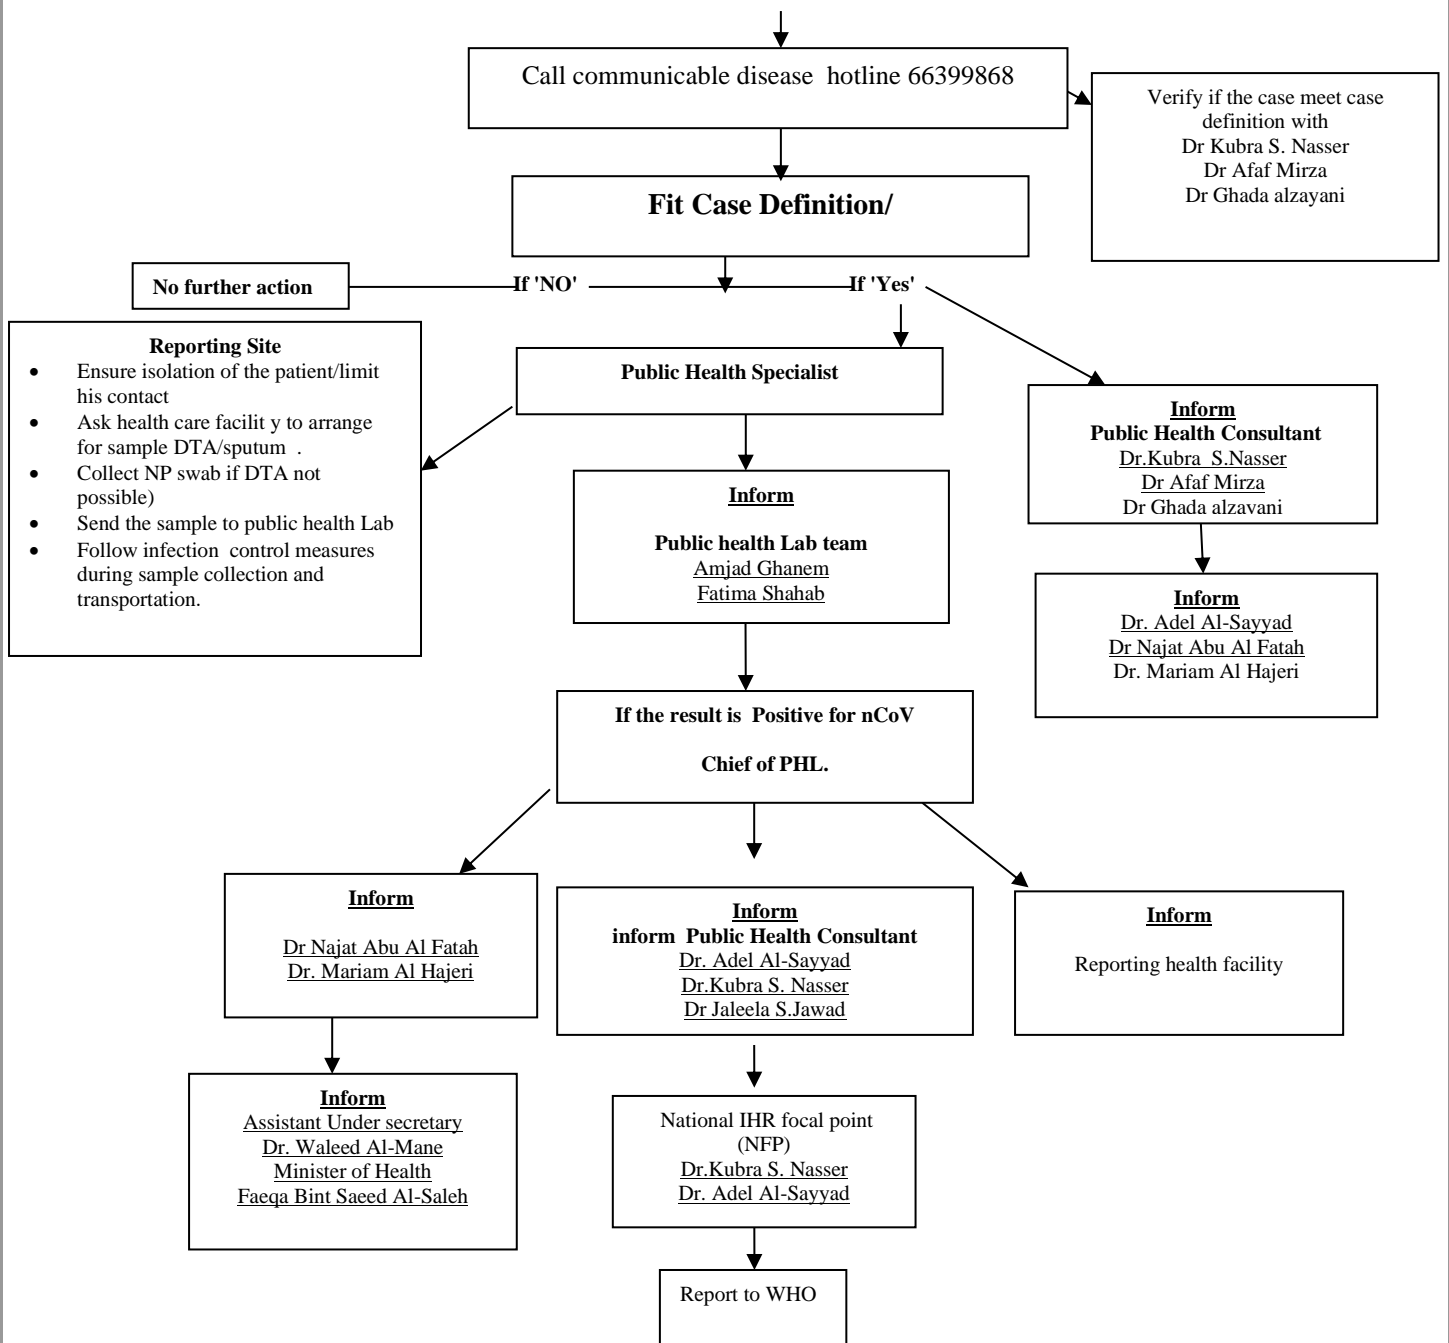 Call communicable disease  hotline 66399868
Verify if the case meet case
definition with
Dr Kubra S. Nasser
Dr Afaf Mirza
Dr Ghada alzayani
Fit Case Definition/
No further action
If 'NO'
If 'Yes'
Reporting Site
• Ensure isolation of the patient/limit
his contact
• Ask health care facilit y to arrange
for sample DTA/sputum  .
• Collect NP swab if DTA not
possible)
• Send the sample to public health Lab
• Follow infection  control measures
during sample collection and
transportation.
Public Health Specialist
Inform
Public Health Consultant
Dr.Kubra  S.Nasser
Dr Afaf Mirza
Dr Ghada alzavani
Inform
Public health Lab team
Amjad Ghanem
Fatima Shahab
Inform
Dr. Adel Al-Sayyad
Dr Najat Abu Al Fatah
Dr. Mariam Al Hajeri
If the result is  Positive for nCoV
Chief of PHL.
Inform
Dr Najat Abu Al Fatah
Dr. Mariam Al Hajeri
Inform
inform  Public Health Consultant
Dr. Adel Al-Sayyad
Dr.Kubra S. Nasser
Dr Jaleela S.Jawad
Inform
Reporting health facility
Inform
Assistant Under secretary
Dr. Waleed Al-Mane
Minister of Health
Faeqa Bint Saeed Al-Saleh
National IHR focal point
(NFP)
Dr.Kubra S. Nasser
Dr. Adel Al-Sayyad
Report to WHO